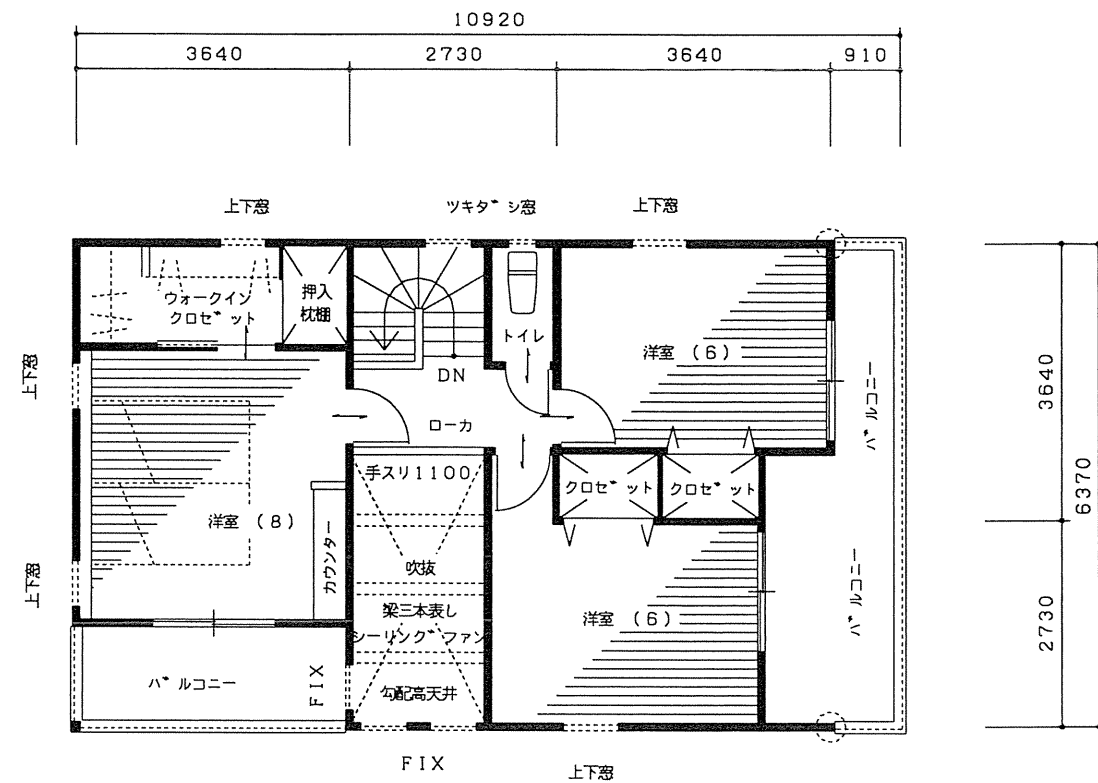 10920
3640 2730 3640 910
上下窓 ツキダシ窓 上下窓
ウォークイン
クロゼット
押入
枕棚
トイレ
洋室 (6)
バルコニー
3640
6370
上下窓
DN
ローカ
手スリ1100
クロゼット クロゼット
洋室 (8)
カウンター
吹抜
梁三本表し
シーリングファン
勾配高天井
洋室 (6)
バルコニー
2730
上下窓
バルコニー
FIX
FIX
上下窓